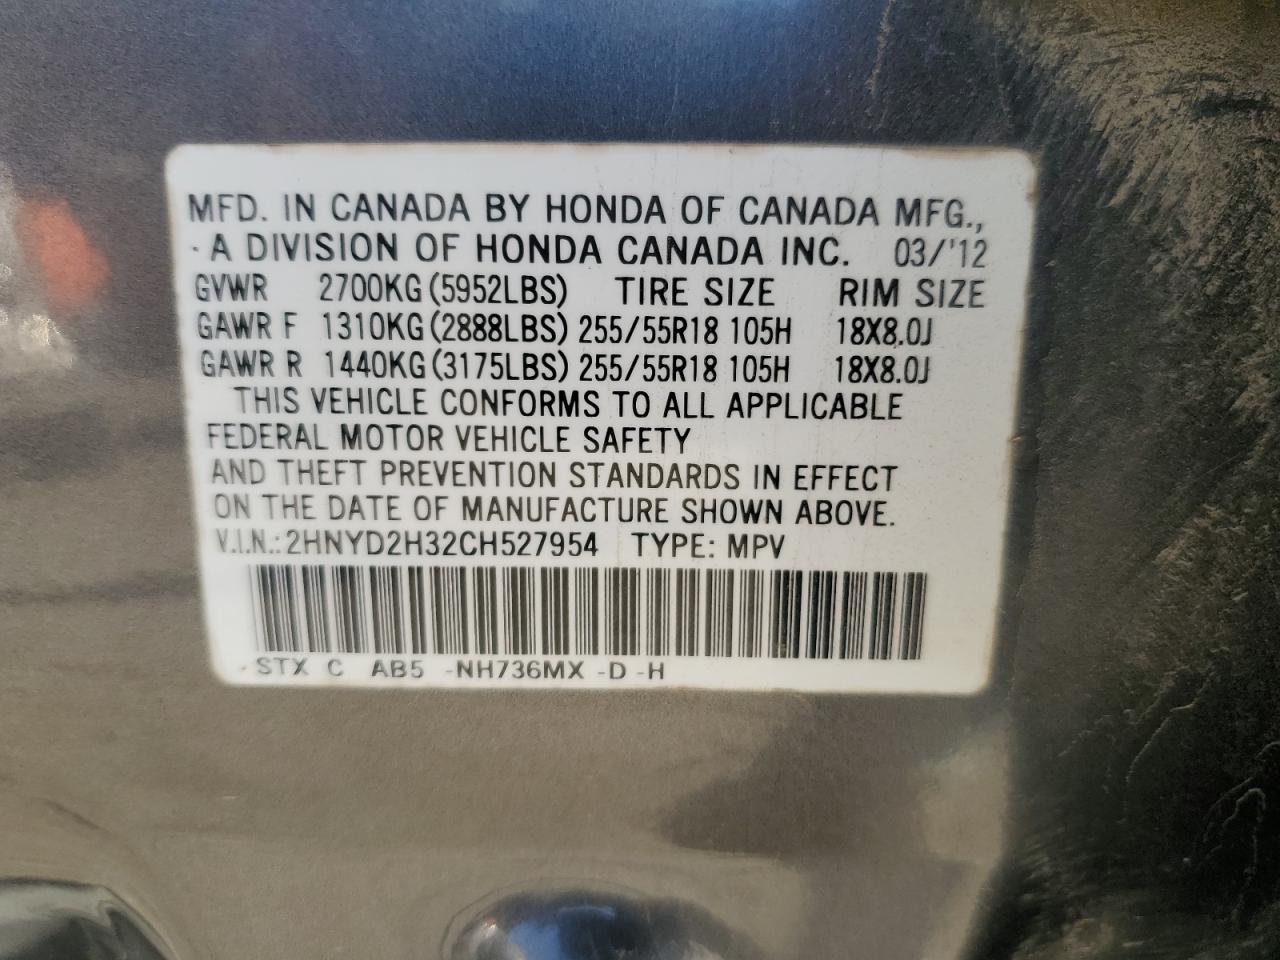 MFD. IN CANADA BY HONDA OF CANADA MFG.,
A DIVISION OF HONDA CANADA INC. 03/'12
GVWR 2700KG(5952LBS) TIRE SIZE RIM SIZE
GAWR F 1310KG(2888LBS) 255/55R18 105H 18X8.0J
GAWR R 1440KG(3175LBS) 255/55R18 105H 18X8.0J
THIS VEHICLE CONFORMS TO ALL APPLICABLE
FEDERAL MOTOR VEHICLE SAFETY
AND THEFT PREVENTION STANDARDS IN EFFECT
ON THE DATE OF MANUFACTURE SHOWN ABOVE.
V.I.N.:2HNYD2H32CH527954 TYPE: MPV
STX C AB5 -NH736MX -D -H